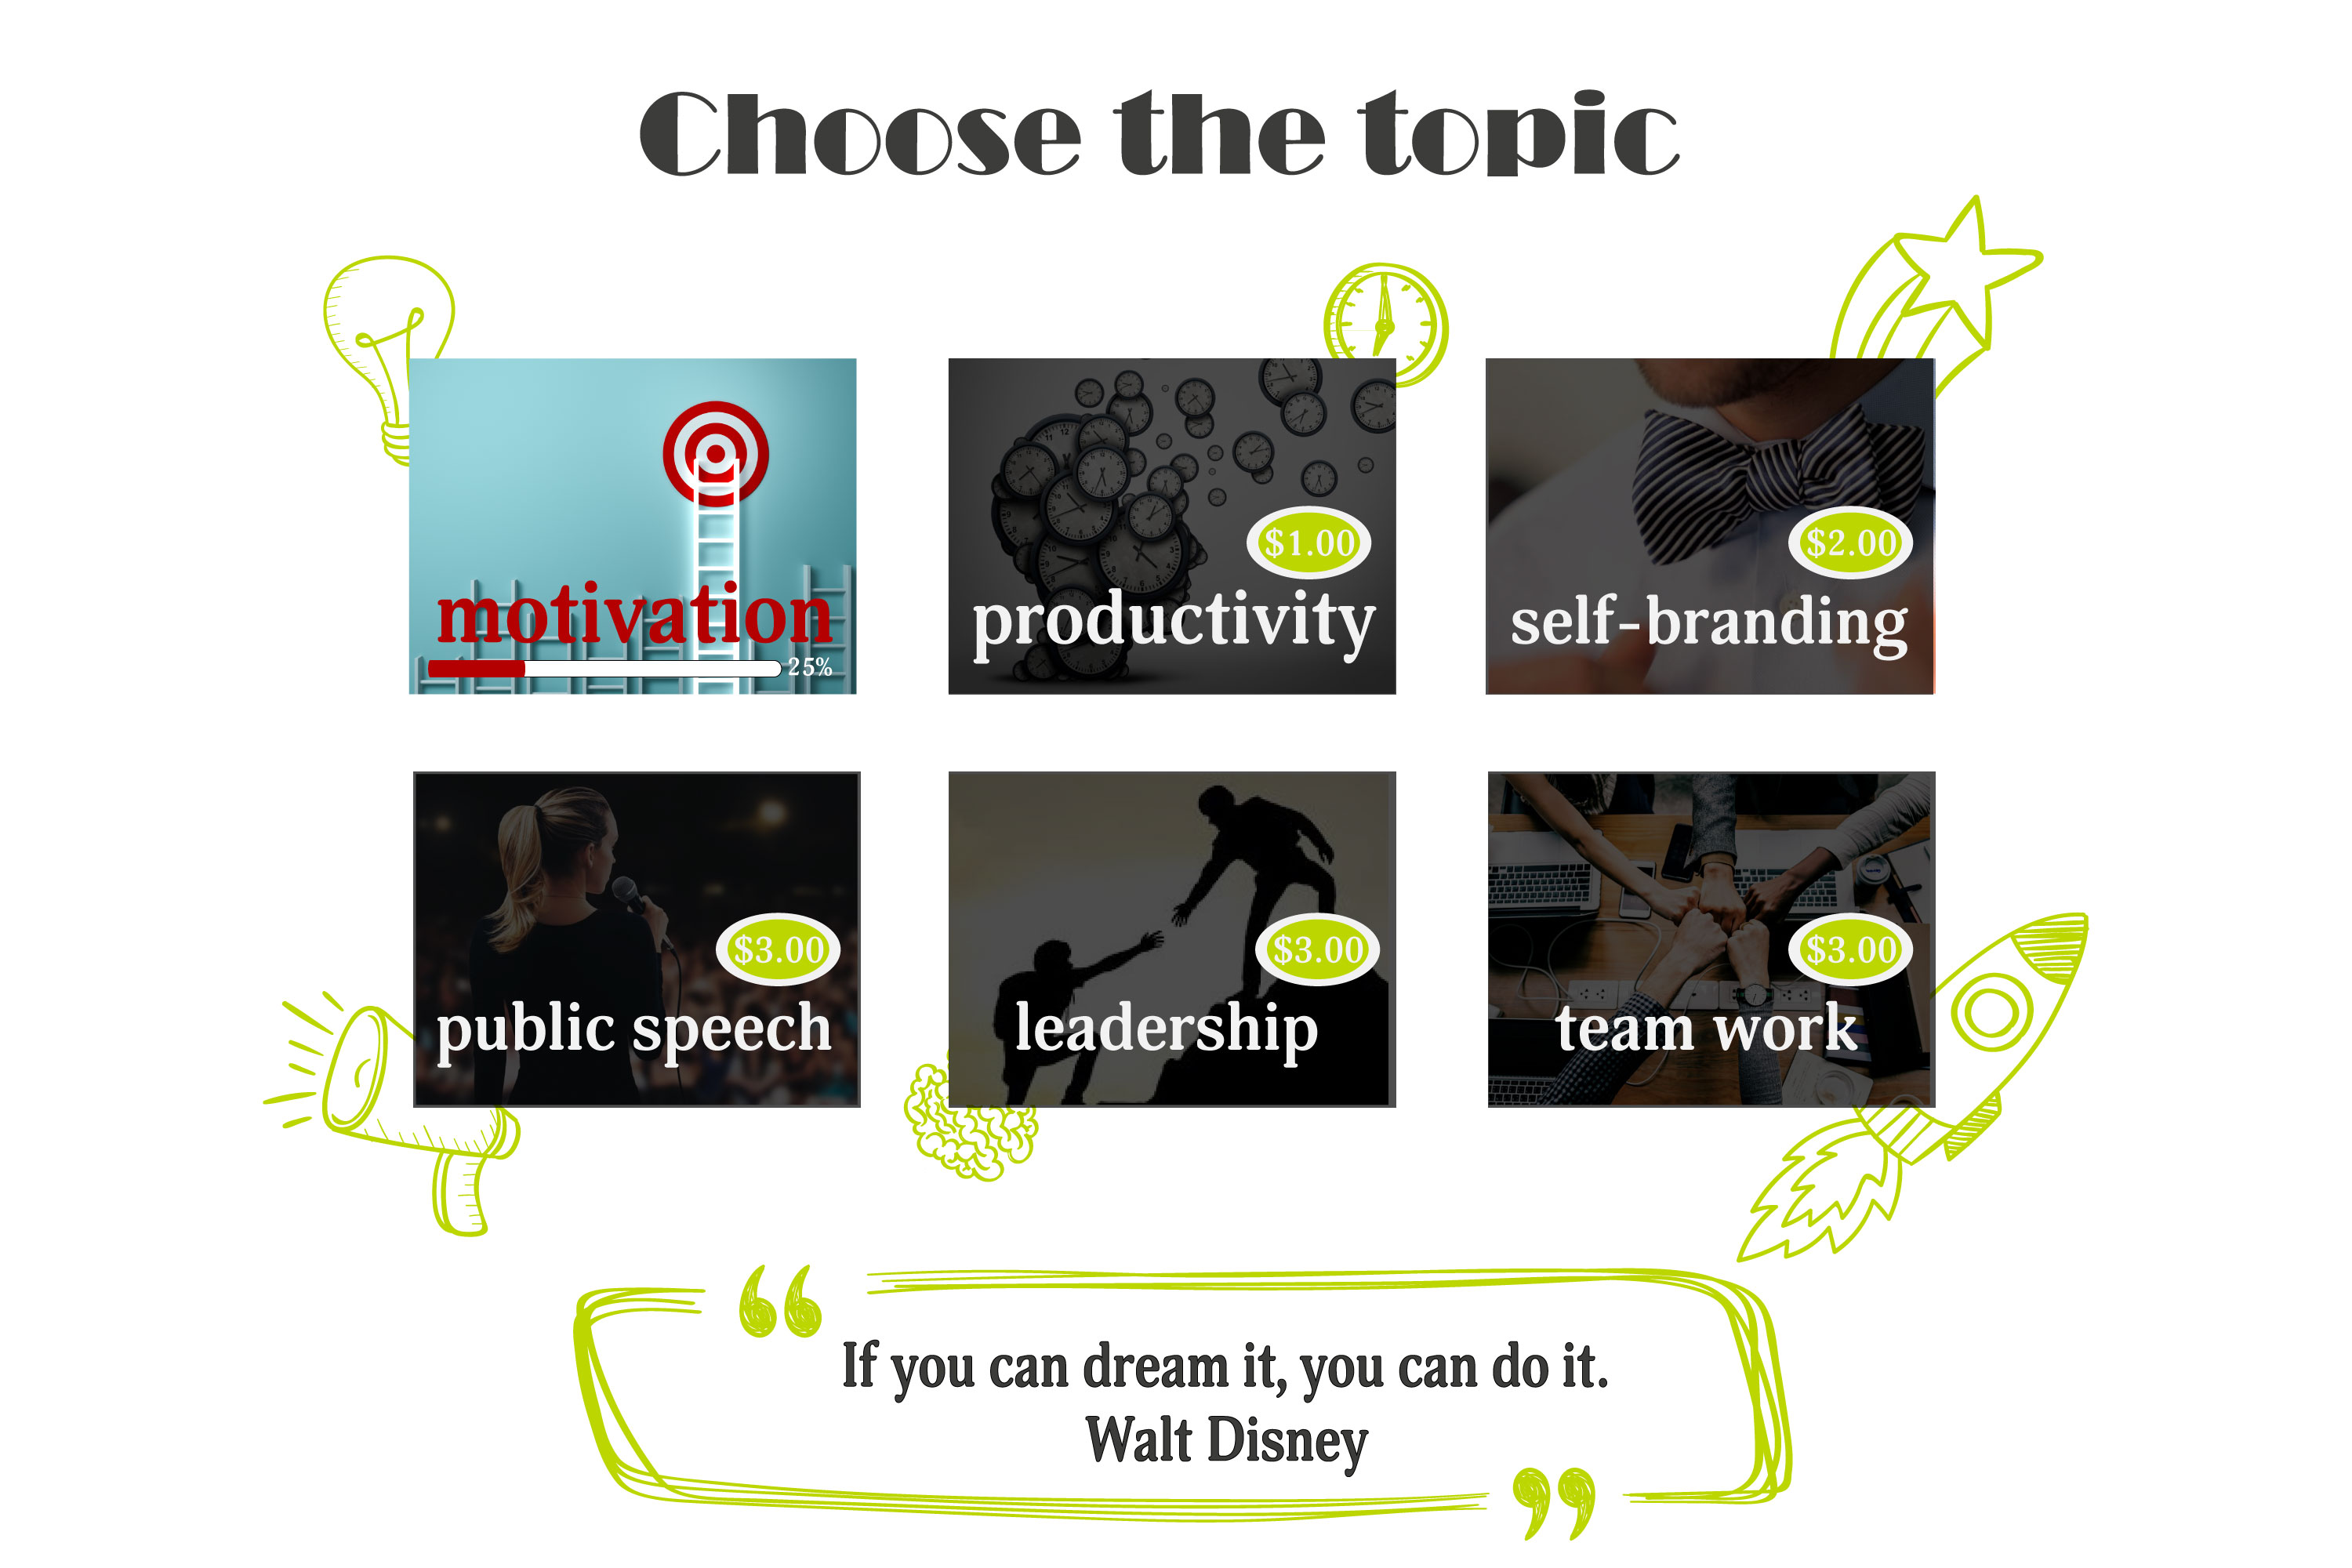 Choose the topic
motivation
25%
$1.00
productivity
$2.00
self-branding
$3.00
public speech
$3.00
leadership
$3.00
team work
If you can dream it, you can do it.
Walt Disney